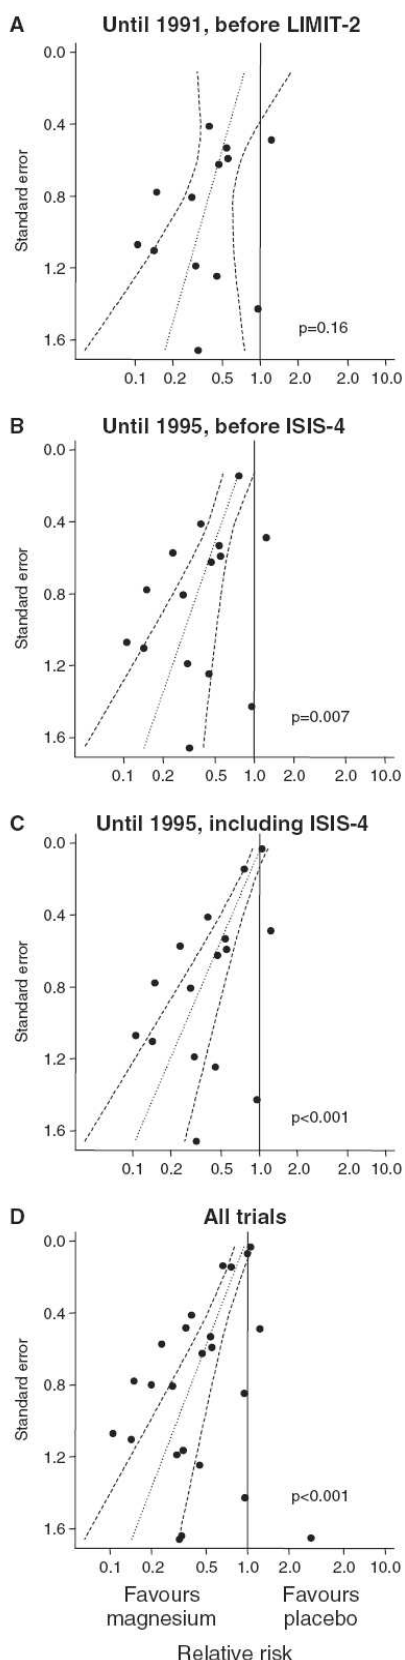 A Until 1991, before LIMIT-2
0.0
0.4
0.8
1.2
1.6
Standard error
p=0.16
0.1 0.2 0.5 1.0 2.0 2.0 10.0
B Until 1995, before ISIS-4
0.0
0.4
0.8
1.2
1.6
Standard error
p=0.007
0.1 0.2 0.5 1.0 2.0 2.0 10.0
C Until 1995, including ISIS-4
0.0
0.4
0.8
1.2
1.6
Standard error
p<0.001
0.1 0.2 0.5 1.0 2.0 2.0 10.0
D All trials
0.0
0.4
0.8
1.2
1.6
Standard error
p<0.001
0.1 0.2 0.5 1.0 2.0 2.0 10.0
Favours Favours
magnesium placebo
Relative risk